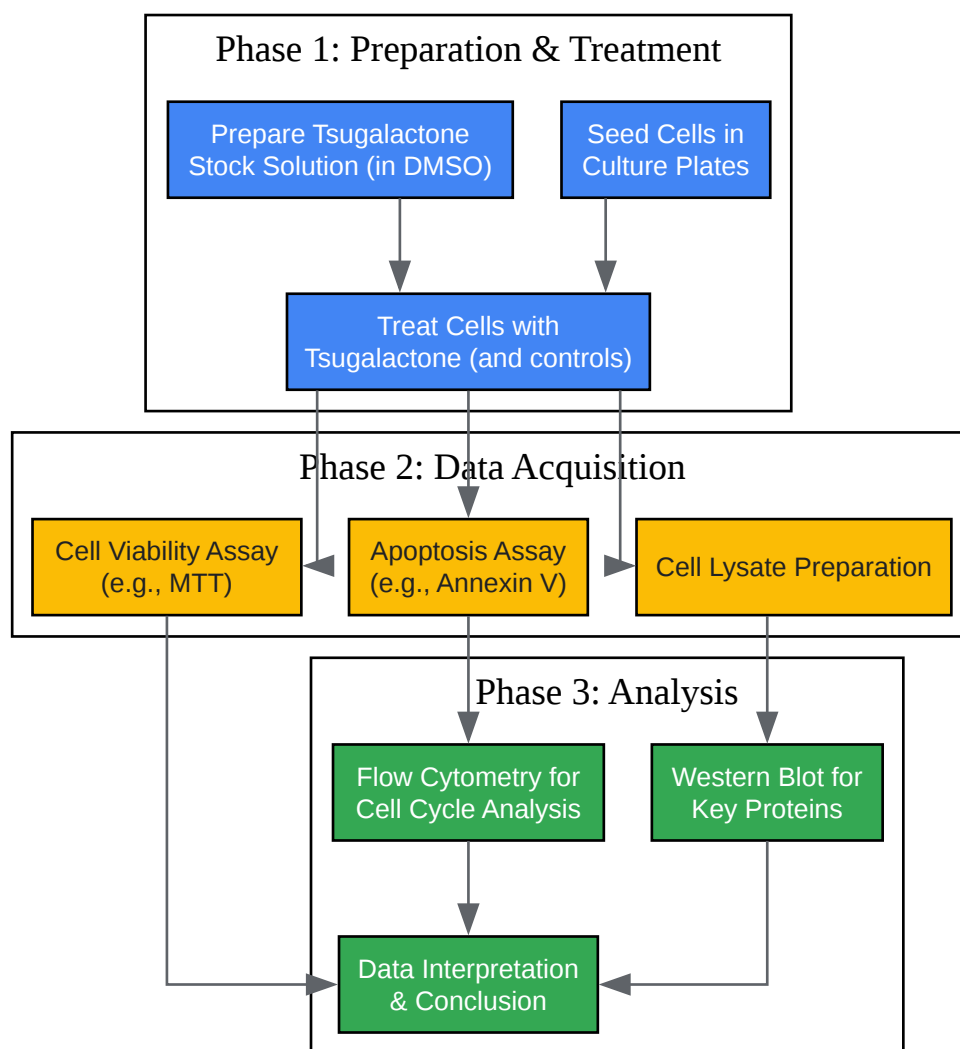 Phase 1: Preparation & Treatment
Prepare Tsugalactone
Stock Solution (in DMSO)
Seed Cells in
Culture Plates
Treat Cells with
Tsugalactone (and controls)
Phase 2: Data Acquisition
Cell Viability Assay
(e.g., MTT)
Apoptosis Assay
(e.g., Annexin V)
Cell Lysate Preparation
Phase 3: Analysis
Flow Cytometry for
Cell Cycle Analysis
Western Blot for
Key Proteins
Data Interpretation
& Conclusion